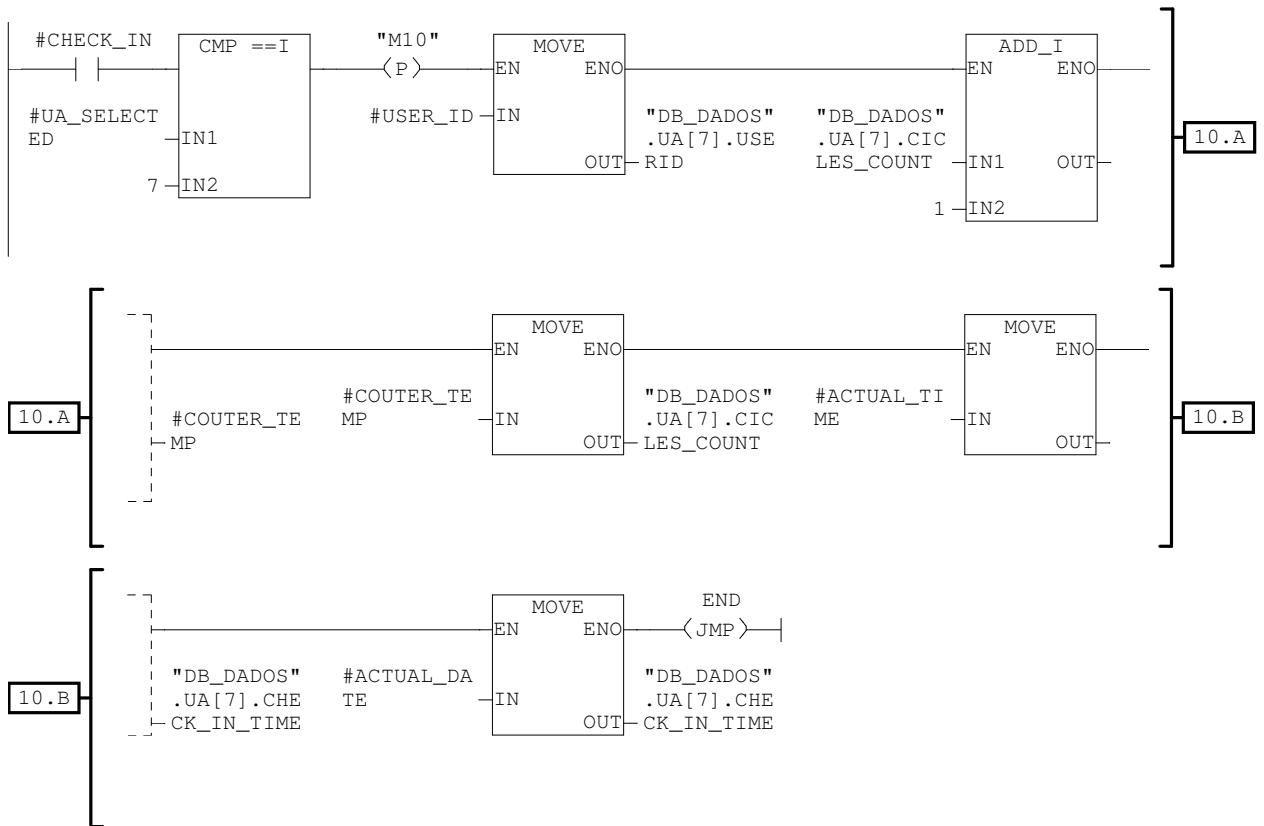 #CHECK_IN
CMP ==I
"M10"
P
MOVE
EN ENO
ADD_I
EN ENO
#UA_SELECT
ED
IN1
7 IN2
#USER_ID IN
OUT
"DB_DADOS"
.UA[7].USE
RID
"DB_DADOS"
.UA[7].CIC
LES_COUNT
IN1 OUT
1 IN2
10.A
10.A
#COUTER_TE
MP
MOVE
EN ENO
#COUTER_TE
MP
IN
OUT
"DB_DADOS"
.UA[7].CIC
LES_COUNT
MOVE
EN ENO
#ACTUAL_TI
ME
IN
OUT
10.B
10.B
"DB_DADOS"
.UA[7].CHE
CK_IN_TIME
MOVE
EN ENO
#ACTUAL_DA
TE
IN
OUT
END
JMP
"DB_DADOS"
.UA[7].CHE
CK_IN_TIME